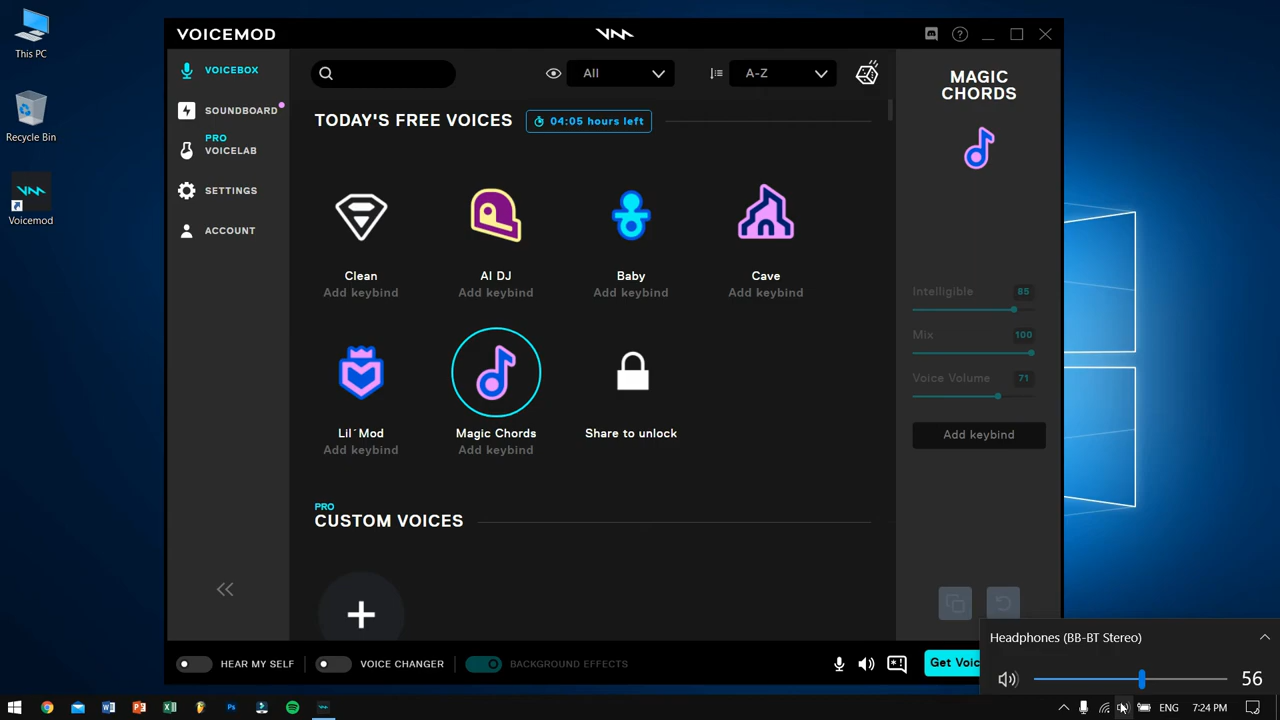 This PC
Recycle Bin
Voicemod
VOICEMOD
VOICEBOX
SOUNDBOARD
PRO
VOICELAB
SETTINGS
ACCOUNT
All
A-Z
TODAY'S FREE VOICES
04:05 hours left
Clean
Add keybind
AI DJ
Add keybind
Baby
Add keybind
Cave
Add keybind
Lil´Mod
Add keybind
Magic Chords
Add keybind
Share to unlock
PRO
CUSTOM VOICES
MAGIC
CHORDS
Intelligible 85
Mix 100
Voice Volume 71
Add keybind
HEAR MY SELF
VOICE CHANGER
BACKGROUND EFFECTS
Get Voic
Headphones (BB-BT Stereo)
56
ENG
7:24 PM